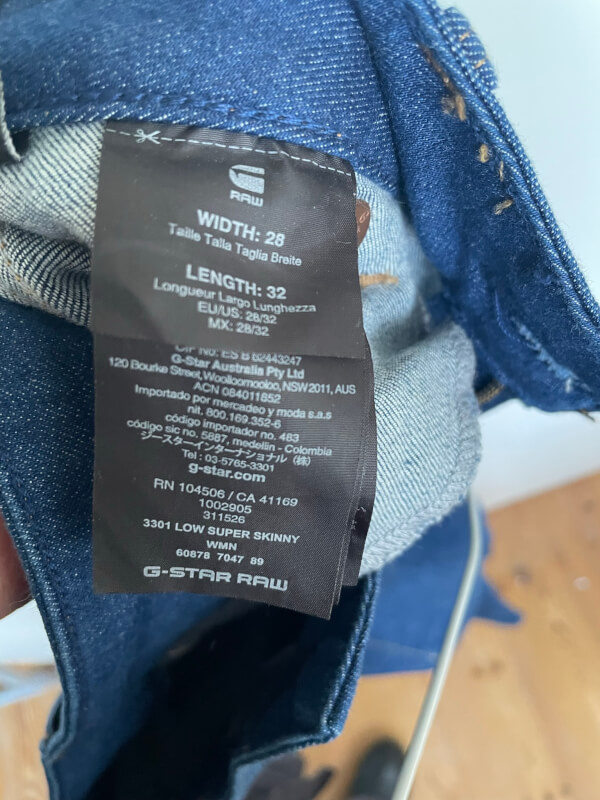 RAW
WIDTH: 28
Taille Talla Taglia Breite
LENGTH: 32
Longueur Largo Lunghezza
EU/US: 28/32
MX: 28/32
CIF No: ES B 62443247
G-Star Australia Pty Ltd
120 Bourke Street, Woolloomooloo, NSW2011, AUS
ACN 084011852
Importado por mercadeo y moda s.a.s
nit. 800.169.352-6
código importador no. 483
código sic no. 5687, medellin - Colombia
ジースターインターナショナル（株）
Tel : 03-5765-3301
g-star.com
RN 104506 / CA 41169
1002905
311526
3301 LOW SUPER SKINNY
WMN
60878 7047 89
G-STAR RAW